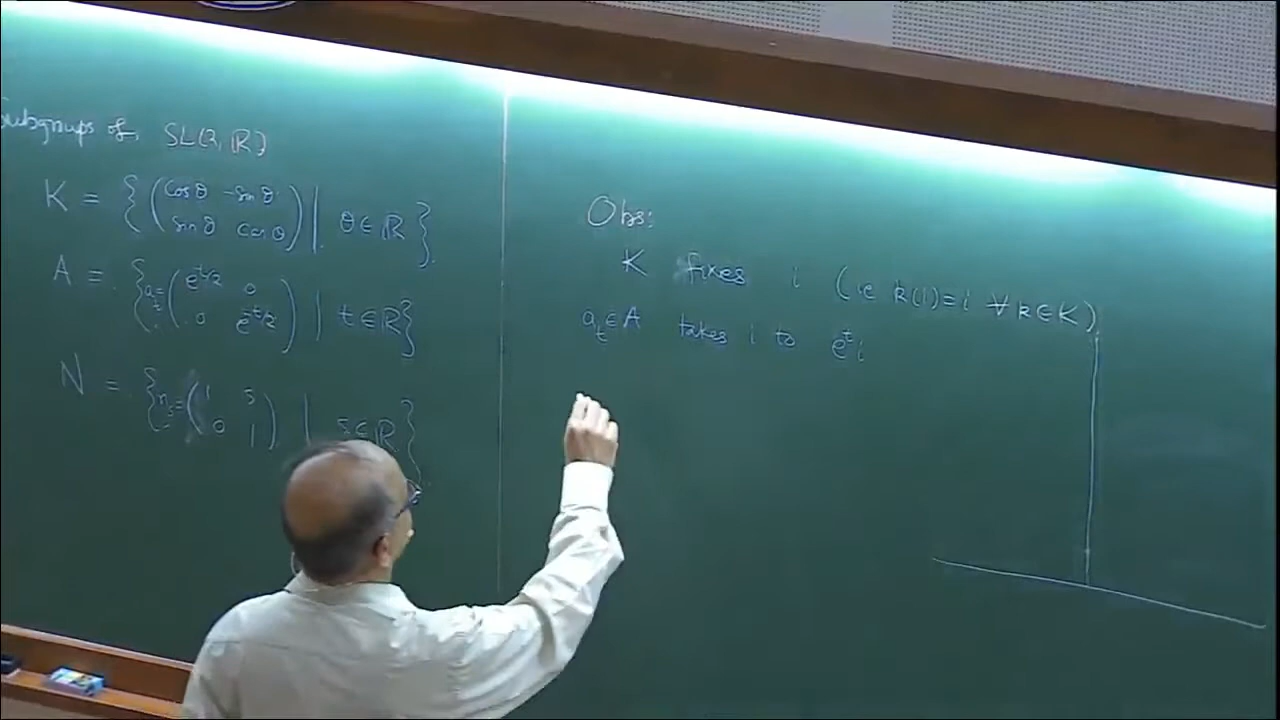 Subgroups of SL(2, ℝ)
K = { ( cos θ -sin θ
sin θ cos θ ) | θ ∈ ℝ }
A = { a_t = ( e^{t/2} 0
0 e^{-t/2} ) | t ∈ ℝ }
N = { n_s = ( 1 s
0 1 ) | s ∈ ℝ }
Obs:
K fixes i (ie k(i) = i ∀ k ∈ K)
a_t ∈ A takes i to e^t i